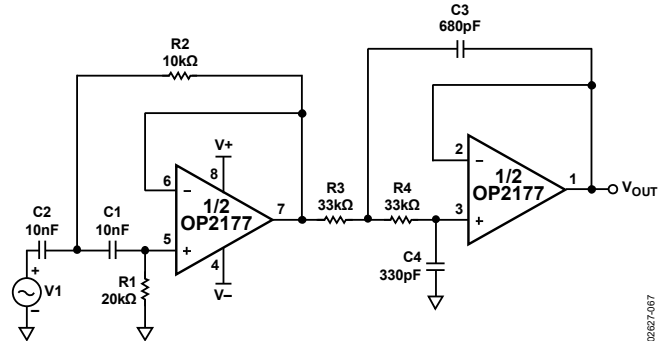 C3
680pF
R2
10kΩ
V+
6
−
8
1/2
OP2177
7
5
+
4
V–
C2
10nF
C1
10nF
+
V1
–
R1
20kΩ
R3
33kΩ
R4
33kΩ
2
−
1/2
OP2177
1
3
+
VOUT
C4
330pF
02627-067